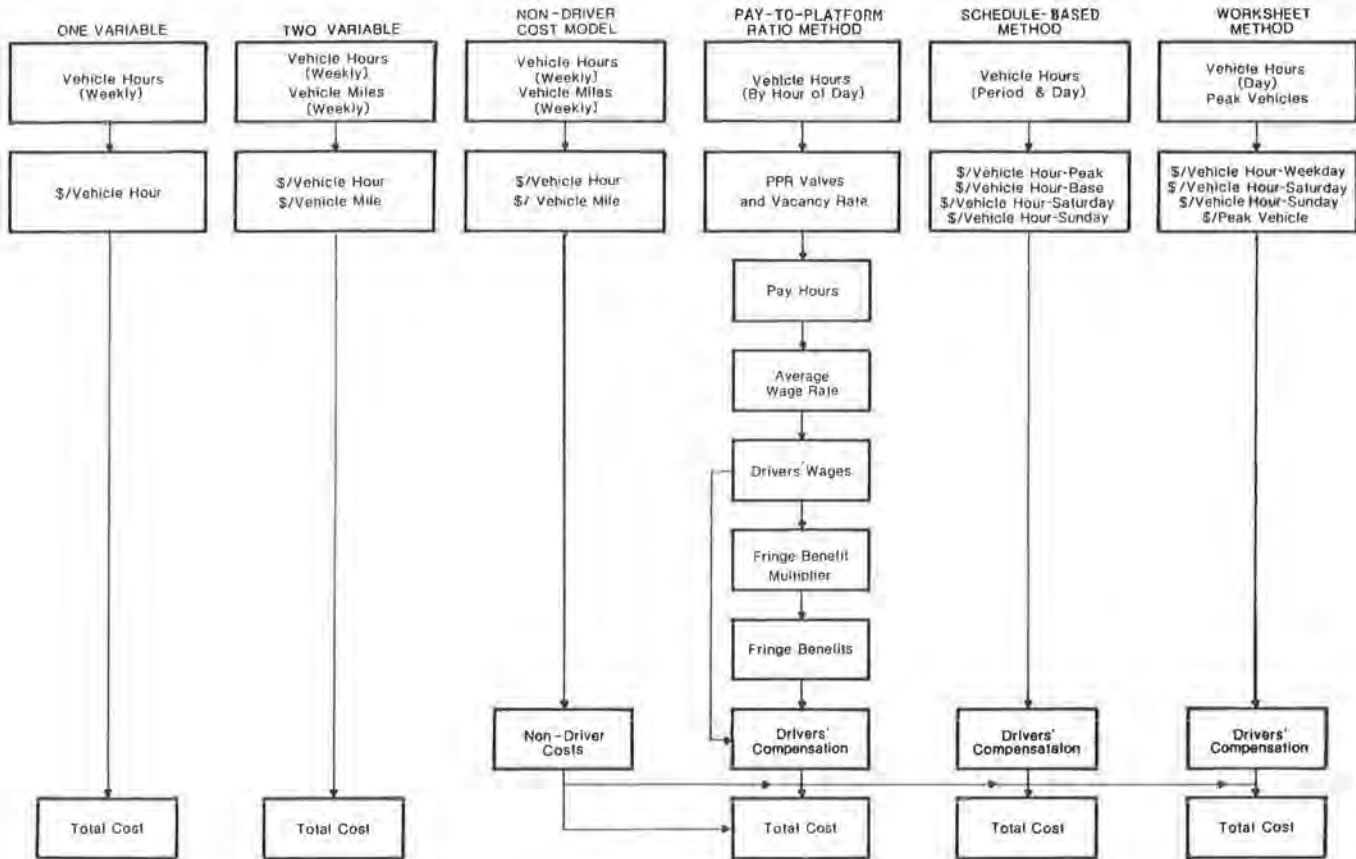 ONE VARIABLE
Vehicle Hours
(Weekly)
$/Vehicle Hour
Total Cost
TWO VARIABLE
Vehicle Hours
(Weekly)
Vehicle Miles
(Weekly)
$/Vehicle Hour
$/Vehicle Mile
Total Cost
NON-DRIVER
COST MODEL
Vehicle Hours
(Weekly)
Vehicle Miles
(Weekly)
$/Vehicle Hour
$/ Vehicle Mile
Non-Driver
Costs
PAY-TO-PLATFORM
RATIO METHOD
Vehicle Hours
(By Hour of Day)
PPR Valves
and Vacancy Rate
Pay Hours
Average
Wage Rate
Drivers' Wages
Fringe Benefit
Multiplier
Fringe Benefits
Drivers'
Compensation
Total Cost
SCHEDULE-BASED
METHOD
Vehicle Hours
(Period & Day)
$/Vehicle Hour-Peak
$/Vehicle Hour-Base
$/Vehicle Hour-Saturday
$/Vehicle Hour-Sunday
Drivers'
Compensataion
Total Cost
WORKSHEET
METHOD
Vehicle Hours
(Day)
Peak Vehicles
$/Vehicle Hour-Weekday
$/Vehicle Hour-Saturday
$/Vehicle Hour-Sunday
$/Peak Vehicle
Drivers'
Compensation
Total Cost